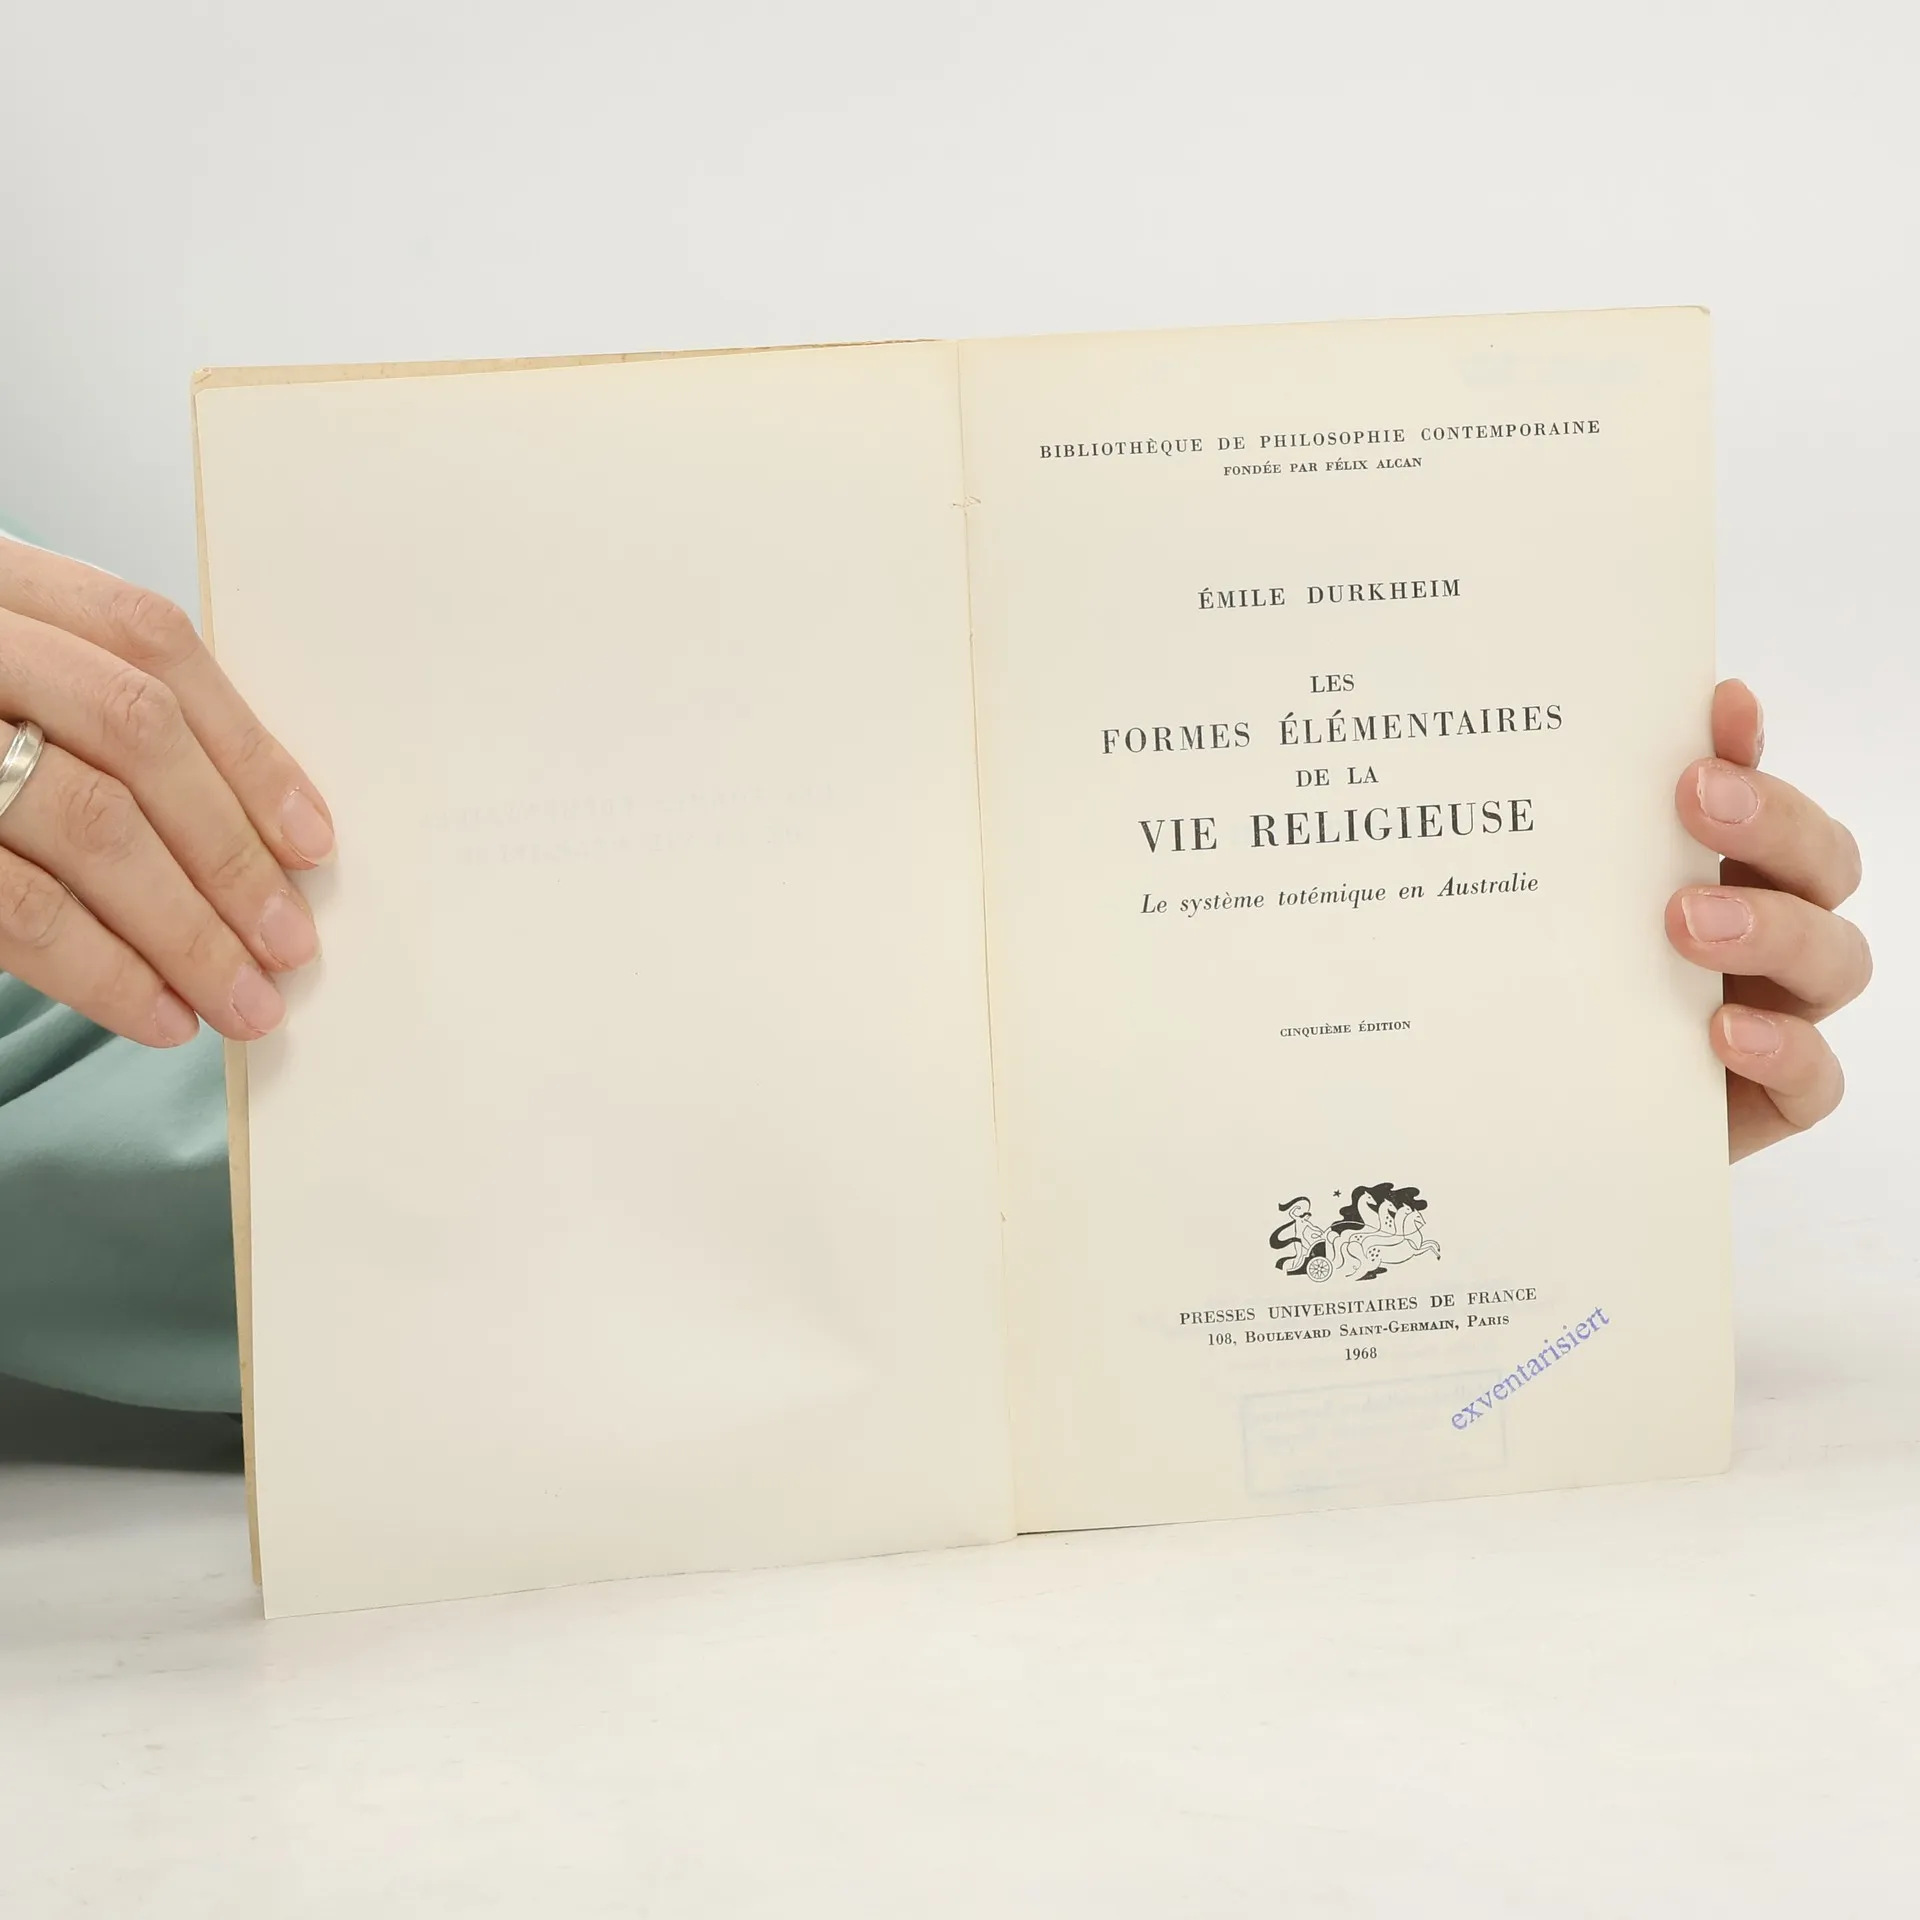 BIBLIOTHÈQUE DE PHILOSOPHIE CONTEMPORAINE
FONDÉE PAR FÉLIX ALCAN
ÉMILE DURKHEIM
LES
FORMES ÉLÉMENTAIRES
DE LA
VIE RELIGIEUSE
Le système totémique en Australie
CINQUIÈME ÉDITION
PRESSES UNIVERSITAIRES DE FRANCE
108, BOULEVARD SAINT-GERMAIN, PARIS
1968
exventarisiert